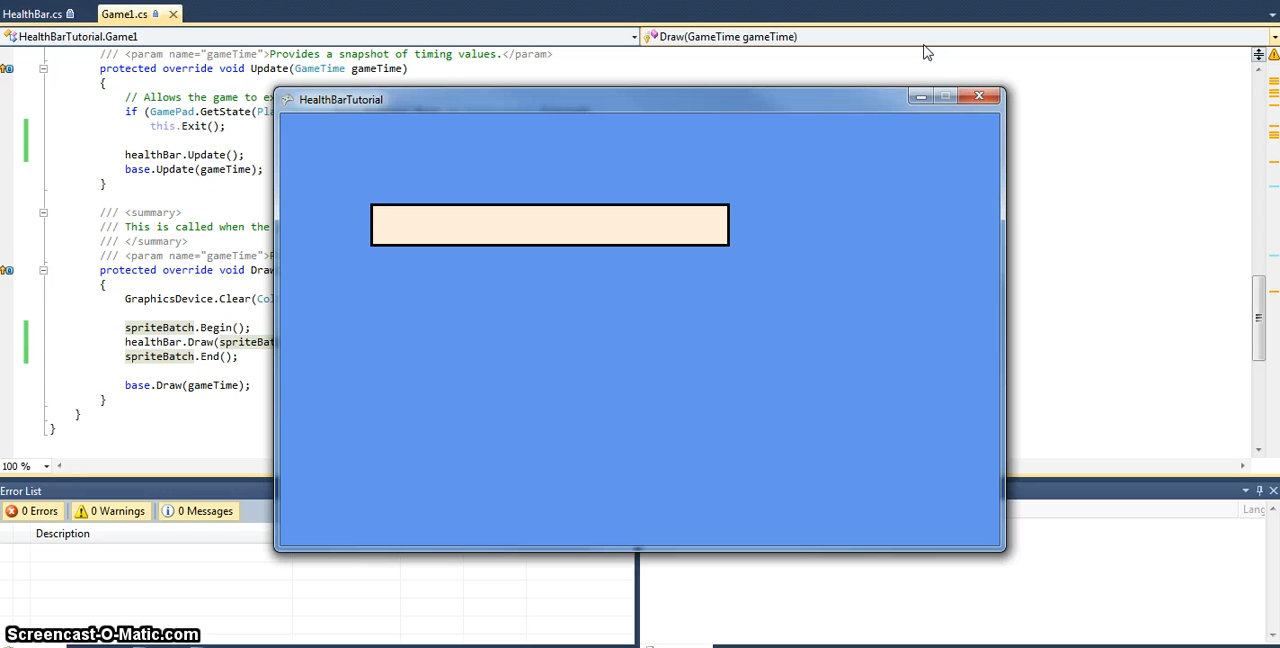 HealthBar.cs
Game1.cs
HealthBarTutorial.Game1
Draw(GameTime gameTime)
/// <param name="gameTime">Provides a snapshot of timing values.</param>
protected override void Update(GameTime gameTime)
{
// Allows the game to e
if (GamePad.GetState(Pla
this.Exit();
healthBar.Update();
base.Update(gameTime);
}
/// <summary>
/// This is called when the
/// </summary>
/// <param name="gameTime">
protected override void Dra
{
GraphicsDevice.Clear(Co
spriteBatch.Begin();
healthBar.Draw(spriteBat
spriteBatch.End();
base.Draw(gameTime);
}
}
}
HealthBarTutorial
100 %
Error List
0 Errors
0 Warnings
0 Messages
Lang
Description
Screencast-O-Matic.com